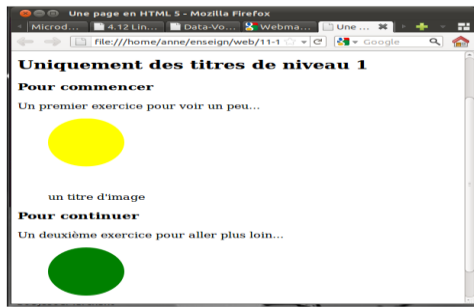 Une page en HTML 5 - Mozilla Firefox
Microd... 4.12 Lin... Data-Vo... Webma... Une ...
file:///home/anne/enseign/web/11-1 Google
Uniquement des titres de niveau 1
Pour commencer
Un premier exercice pour voir un peu...
un titre d'image
Pour continuer
Un deuxième exercice pour aller plus loin...